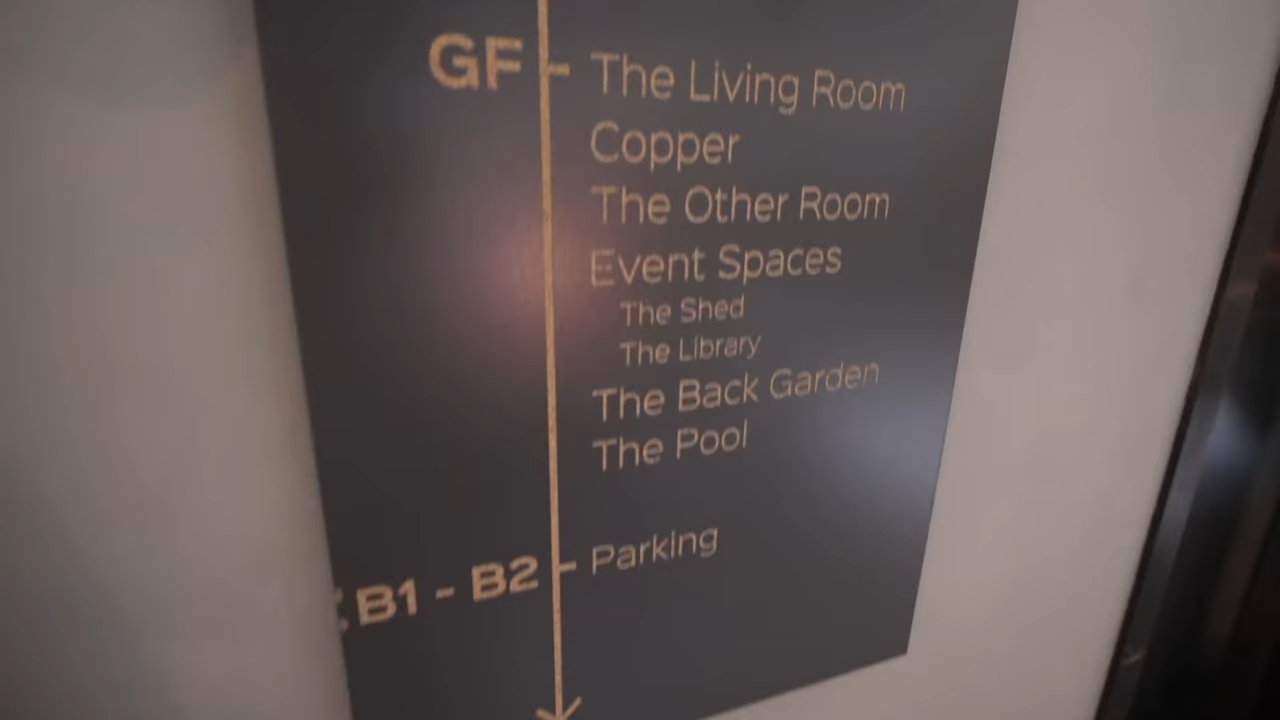 GF - The Living Room
Copper
The Other Room
Event Spaces
The Shed
The Library
The Back Garden
The Pool
B1 - B2 - Parking